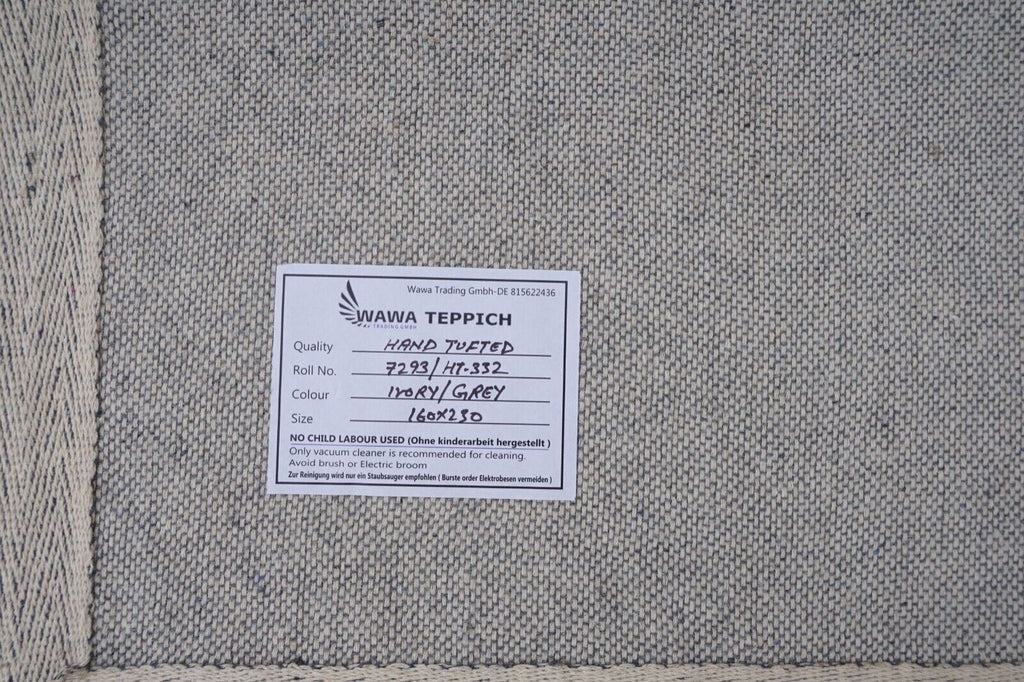 Wawa Trading Gmbh-DE 815622436
WAWA TEPPICH
TRADING GMBH
Quality HAND TUFTED
Roll No. 7293/HT-332
Colour IVORY/GREY
Size 160x230
NO CHILD LABOUR USED (Ohne kinderarbeit hergestellt )
Only vacuum cleaner is recommended for cleaning.
Avoid brush or Electric broom
Zur Reinigung wird nur ein Staubsauger empfohlen ( Burste order Elektrobesen vermeiden )